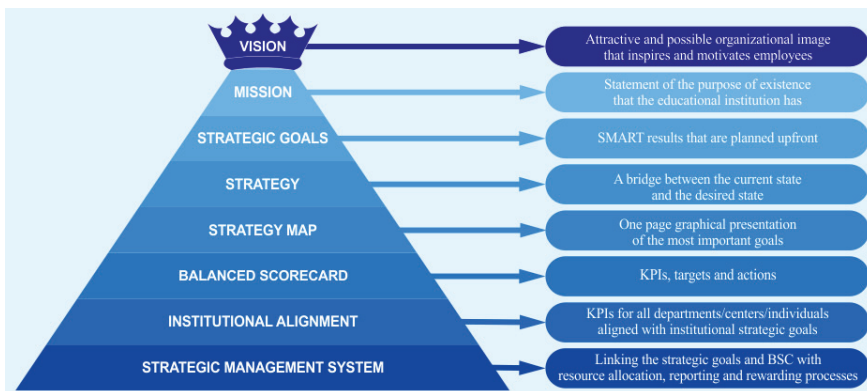 VISION
Attractive and possible organizational image
that inspires and motivates employees
MISSION
Statement of the purpose of existence
that the educational institution has
STRATEGIC GOALS
SMART results that are planned upfront
STRATEGY
A bridge between the current state
and the desired state
STRATEGY MAP
One page graphical presentation
of the most important goals
BALANCED SCORECARD
KPIs, targets and actions
INSTITUTIONAL ALIGNMENT
KPIs for all departments/centers/individuals
aligned with institutional strategic goals
STRATEGIC MANAGEMENT SYSTEM
Linking the strategic goals and BSC with
resource allocation, reporting and rewarding processes